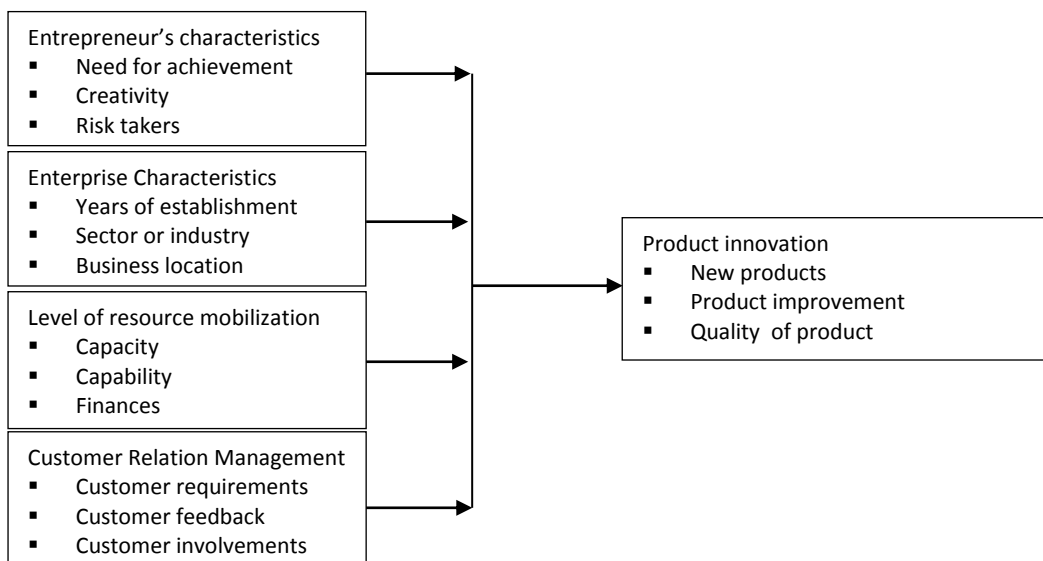 Entrepreneur’s characteristics
▪ Need for achievement
▪ Creativity
▪ Risk takers
Enterprise Characteristics
▪ Years of establishment
▪ Sector or industry
▪ Business location
Level of resource mobilization
▪ Capacity
▪ Capability
▪ Finances
Customer Relation Management
▪ Customer requirements
▪ Customer feedback
▪ Customer involvements
Product innovation
▪ New products
▪ Product improvement
▪ Quality of product